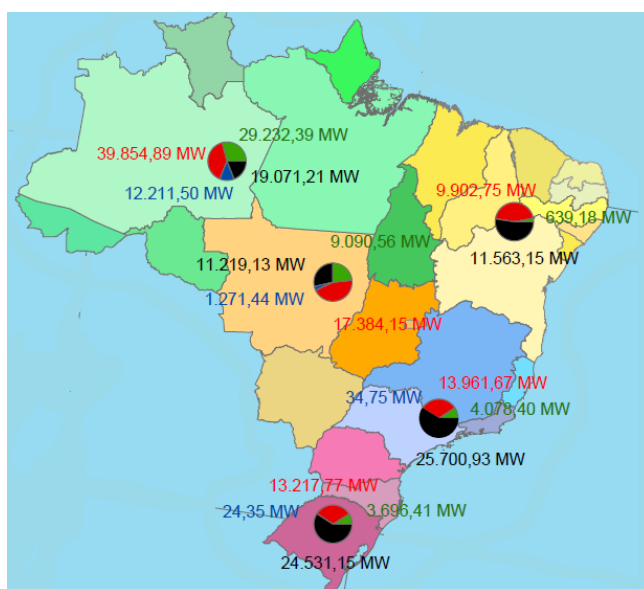 29.232,39 MW
39.854,89 MW
19.071,21 MW
12.211,50 MW
9.902,75 MW
639,18 MW
9.090,56 MW
11.563,15 MW
11.219,13 MW
1.271,44 MW
17.384,15 MW
13.961,67 MW
34,75 MW
4.078,40 MW
25.700,93 MW
13.217,77 MW
24,35 MW
3.696,41 MW
24.531,15 MW